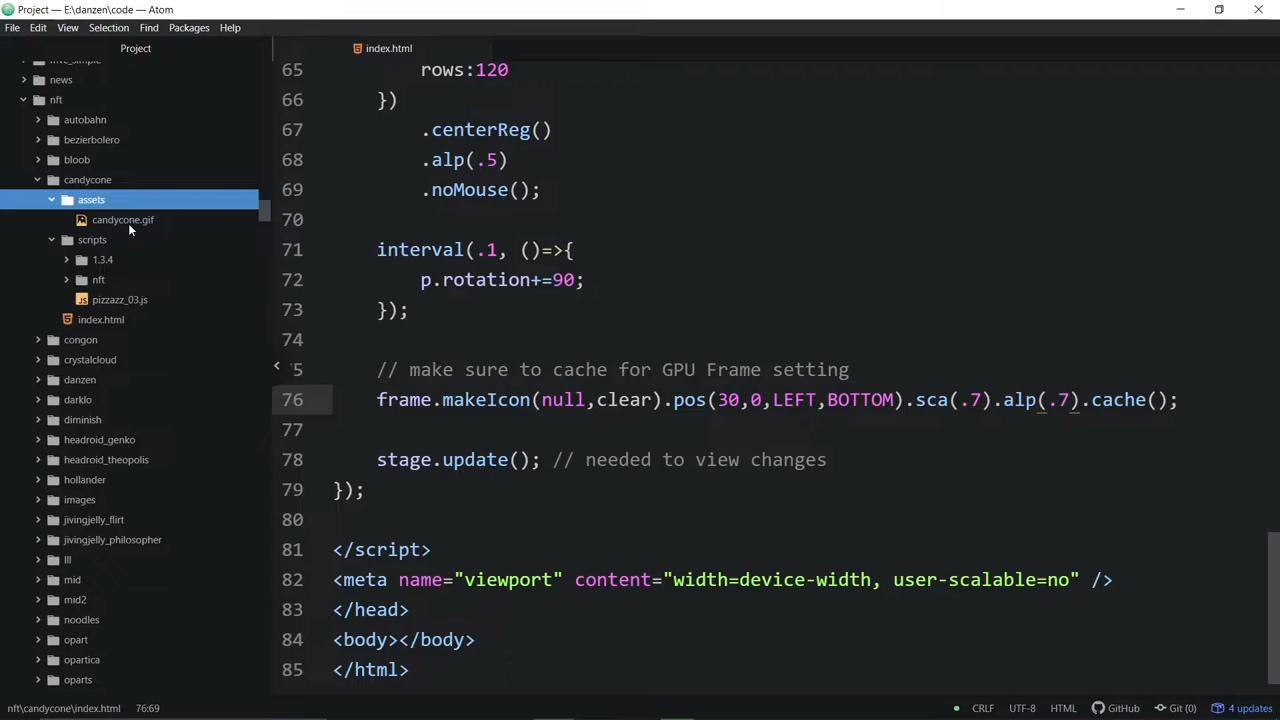 Project — E:\danzen\code — Atom
File Edit View Selection Find Packages Help
Project
index.html
five_simple
news
nft
autobahn
bezierbolero
bloob
candycone
assets
candycone.gif
scripts
1.3.4
nft
pizzazz_03.js
index.html
congon
crystalcloud
danzen
darklo
diminish
headroid_genko
headroid_theopolis
hollander
images
jivingjelly_flirt
jivingjelly_philosopher
lll
mid
mid2
noodles
opart
opartica
oparts
65 rows:120
66 })
67 .centerReg()
68 .alp(.5)
69 .noMouse();
70
71 interval(.1, ()=>{
72 p.rotation+=90;
73 });
74
75 // make sure to cache for GPU Frame setting
76 frame.makeIcon(null,clear).pos(30,0,LEFT,BOTTOM).sca(.7).alp(.7).cache();
77
78 stage.update(); // needed to view changes
79 });
80
81 </script>
82 <meta name="viewport" content="width=device-width, user-scalable=no" />
83 </head>
84 <body></body>
85 </html>
nft\candycone\index.html 76:69 CRLF UTF-8 HTML GitHub Git (0) 4 updates